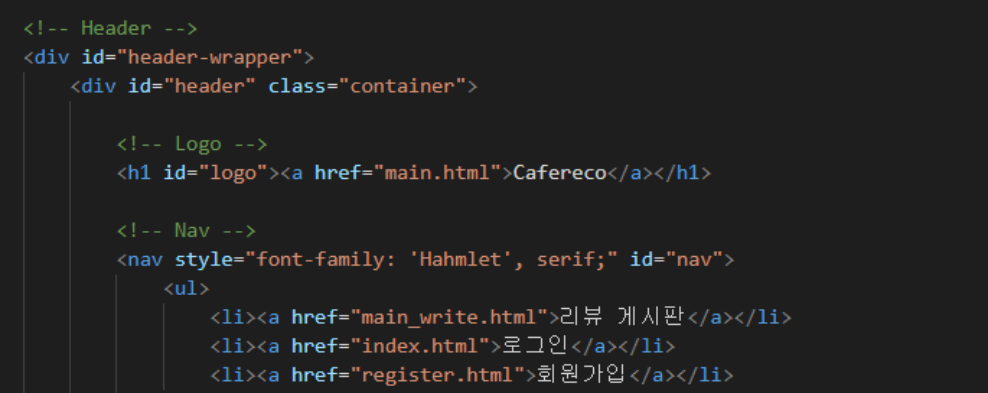 <!-- Header -->
<div id="header-wrapper">
<div id="header" class="container">
<!-- Logo -->
<h1 id="logo"><a href="main.html">Cafereco</a></h1>
<!-- Nav -->
<nav style="font-family: 'Hahmlet', serif;" id="nav">
<ul>
<li><a href="main_write.html">리뷰 게시판</a></li>
<li><a href="index.html">로그인</a></li>
<li><a href="register.html">회원가입</a></li>